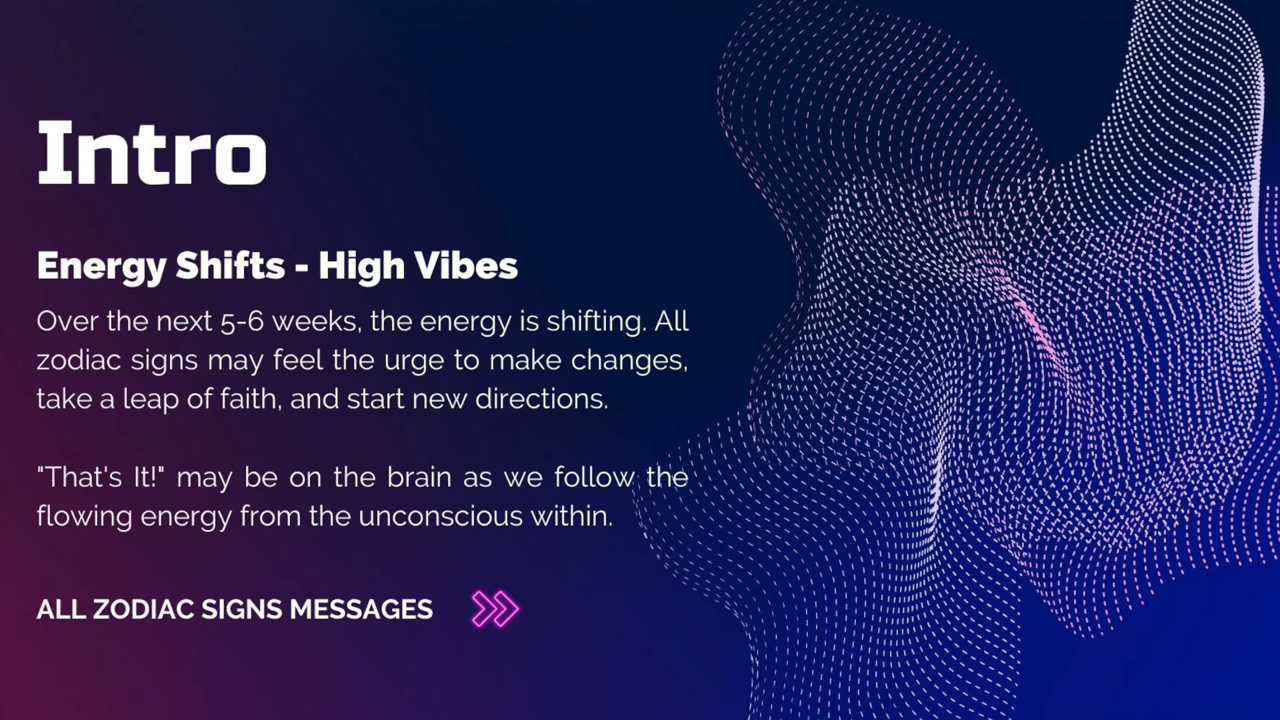 Intro
Energy Shifts - High Vibes
Over the next 5-6 weeks, the energy is shifting. All
zodiac signs may feel the urge to make changes,
take a leap of faith, and start new directions.
"That's It!" may be on the brain as we follow the
flowing energy from the unconscious within.
ALL ZODIAC SIGNS MESSAGES